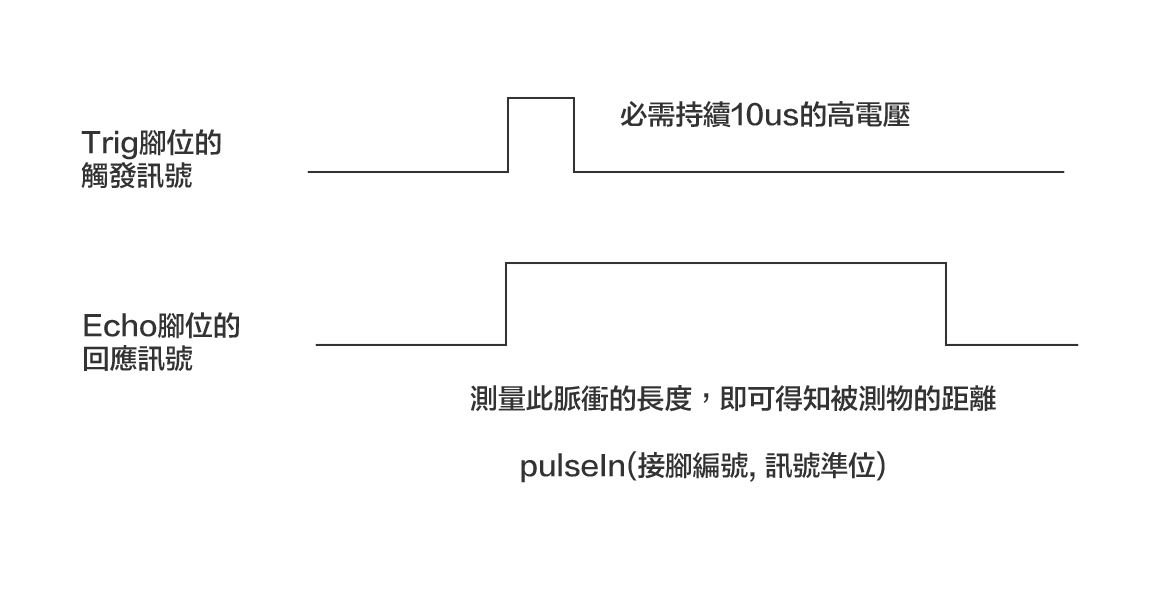 必需持續10us的高電壓
Trig腳位的
觸發訊號
Echo腳位的
回應訊號
測量此脈衝的長度，即可得知被測物的距離
pulseIn(接腳編號, 訊號準位)